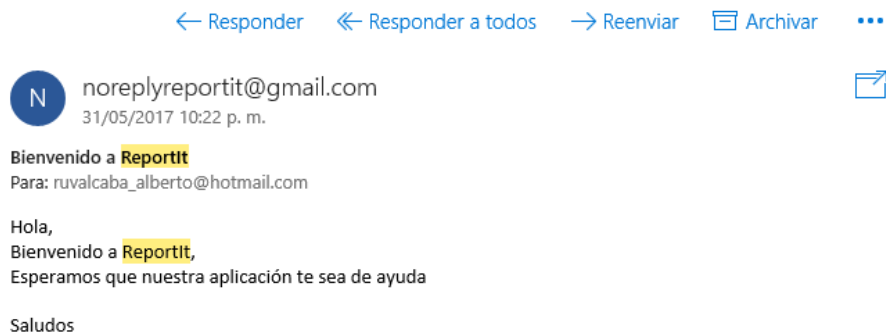 Responder Responder a todos Reenviar Archivar
N
noreplyreportit@gmail.com
31/05/2017 10:22 p. m.
Bienvenido a ReportIt
Para: ruvalcaba_alberto@hotmail.com
Hola,
Bienvenido a ReportIt,
Esperamos que nuestra aplicación te sea de ayuda
Saludos